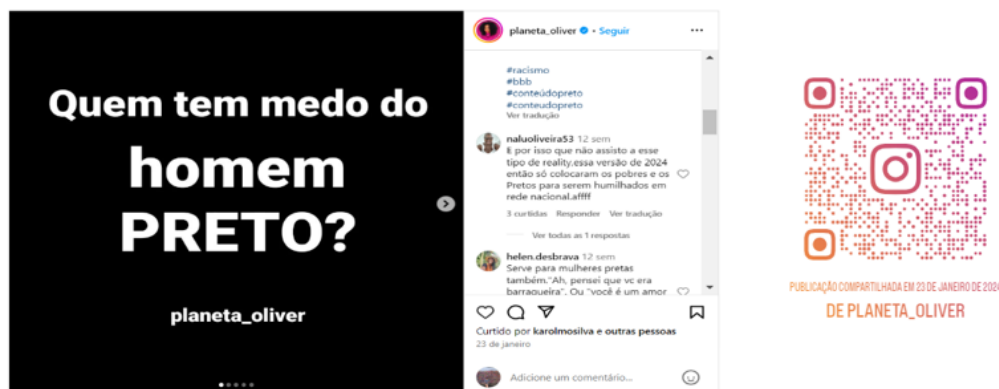 Quem tem medo do
homem
PRETO?
planeta_oliver
planeta_oliver • Seguir
#racismo
#bbb
#conteúdopreto
#conteudopreto
Ver tradução
naluoliveira53 12 sem
E por isso que não assisto a esse
tipo de reality.essa versão de 2024
então só colocaram os pobres e os
Pretos para serem humilhados em
rede nacional.affff
3 curtidas Responder Ver tradução
Ver todas as 1 respostas
helen.desbrava 12 sem
Serve para mulheres pretas
também."Ah, pensei que vc era
barraqueira". Ou "você é um amor
Curtido por karolmosilva e outras pessoas
23 de janeiro
Adicione um comentário...
PUBLICAÇÃO COMPARTILHADA EM 23 DE JANEIRO DE 2024
DE PLANETA_OLIVER